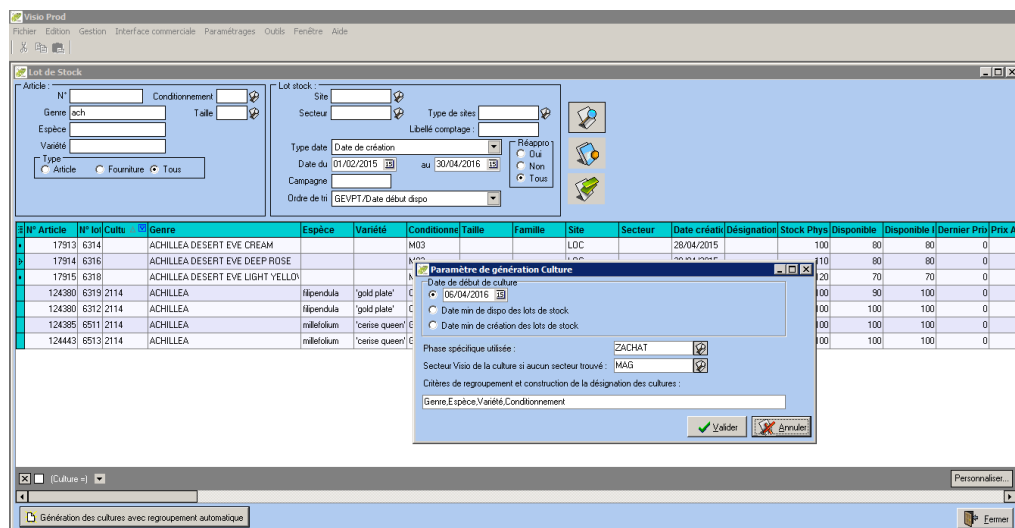 Visio Prod
Fichier Edition Gestion Interface commerciale Paramétrages Outils Fenêtre Aide
Lot de Stock
Article : Lot stock :
N° Conditionnement Site
Genre ach Taille Secteur Type de sites
Espèce Libellé comptage :
Variété Type date Date de création Réappro
Type Oui
Article Fourniture Tous Date du 01/02/2015 15 au 30/04/2016 15 Non
Campagne Tous
Ordre de tri GEVPT/Date début dispo
N° Article N° lot Cultu Genre Espèce Variété Conditionne Taille Famille Site Secteur Date créatic Désignation Stock Phys Disponible Disponible Dernier Prix Prix A
17913 6314 ACHILLEA DESERT EVE CREAM M03 LOC 28/04/2015 100 80 80 0
17914 6316 ACHILLEA DESERT EVE DEEP ROSE 80 80 0
17915 6318 ACHILLEA DESERT EVE LIGHT YELLO 70 70 0
124380 6319 2114 ACHILLEA filipendula 'gold plate' 90 100 0
124380 6312 2114 ACHILLEA filipendula 'gold plate' 100 100 0
124385 6511 2114 ACHILLEA millefolium 'cerise queen' 100 100 0
124443 6513 2114 ACHILLEA millefolium 'cerise queen' 100 100 0
Paramètre de génération Culture
Date de début de culture
06/04/2016 15
Date min de dispo des lots de stock
Date min de création des lots de stock
Phase spécifique utilisée : ZACHAT
Secteur Visio de la culture si aucun secteur trouvé : MAG
Critères de regroupement et construction de la désignation des cultures :
Genre,Espèce,Variété,Conditionnement
Valider Annuler
(Culture =) Personnaliser...
Génération des cultures avec regroupement automatique Fermer